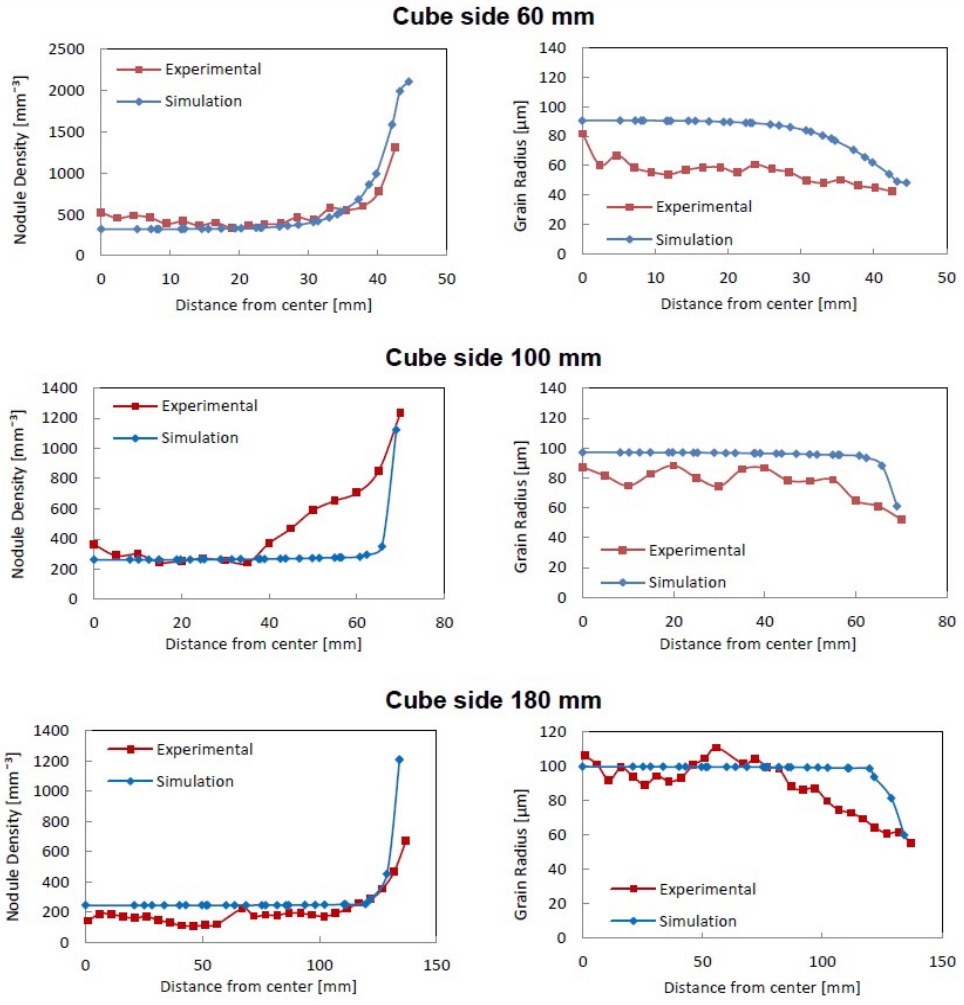 Cube side 60 mm
Nodule Density [mm⁻³]
2500
2000
1500
1000
500
0
Experimental
Simulation
0 10 20 30 40 50
Distance from center [mm]
Grain Radius [µm]
140
120
100
80
60
40
20
0
Experimental
Simulation
0 10 20 30 40 50
Distance from center [mm]
Cube side 100 mm
Nodule Density [mm⁻³]
1400
1200
1000
800
600
400
200
0
Experimental
Simulation
0 20 40 60 80
Distance from center [mm]
Grain Radius [µm]
140
120
100
80
60
40
20
0
Experimental
Simulation
0 20 40 60 80
Distance from center [mm]
Cube side 180 mm
Nodule Density [mm⁻³]
1400
1200
1000
800
600
400
200
0
Experimental
Simulation
0 50 100 150
Distance from center [mm]
Grain Radius [µm]
120
100
80
60
40
20
0
Experimental
Simulation
0 50 100 150
Distance from center [mm]